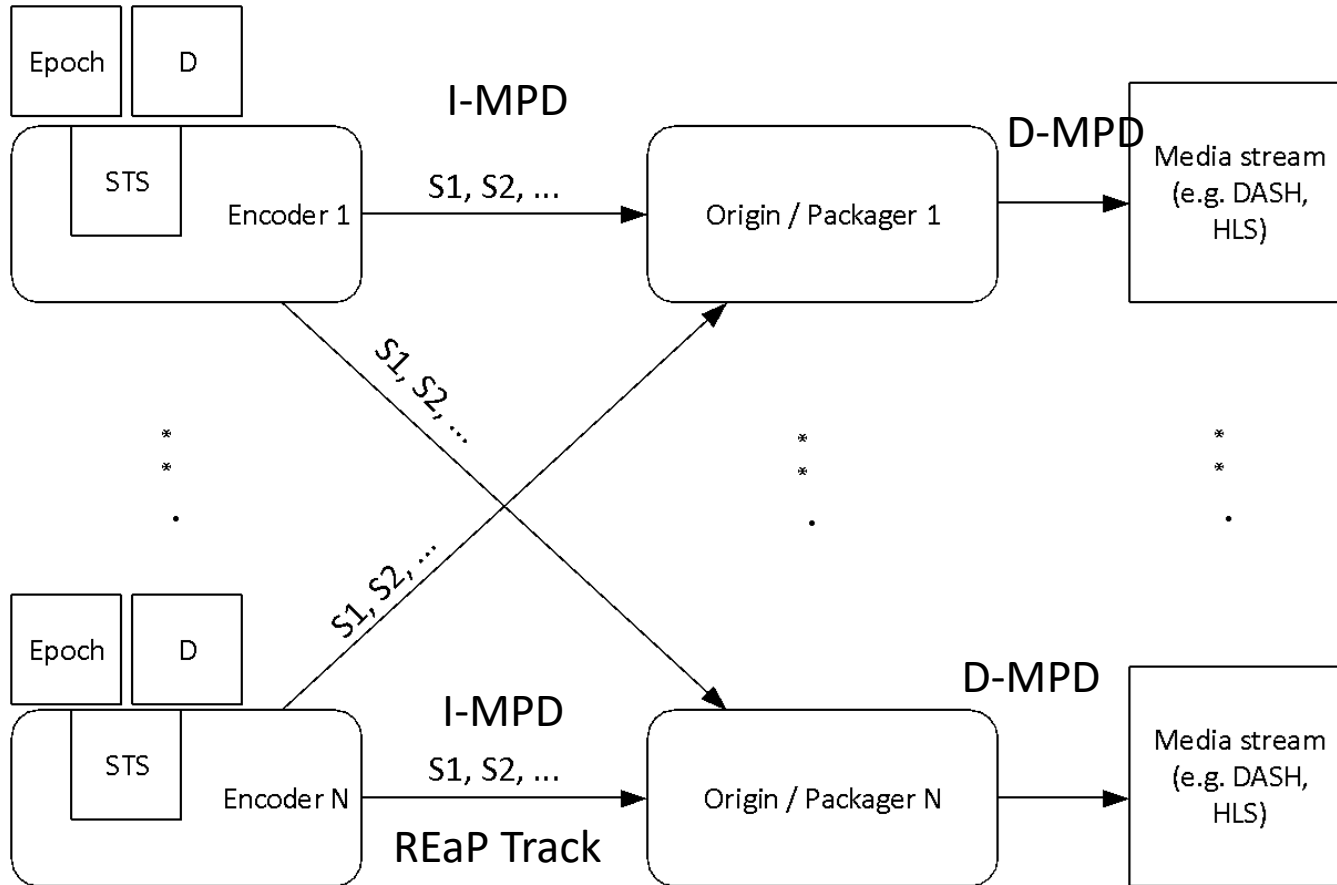 Epoch
D
I-MPD
D-MPD
STS
Encoder 1
S1, S2, ...
Origin / Packager 1
Media stream
(e.g. DASH,
HLS)
S1, S2, ...
*
*
.
*
*
.
*
*
.
S1, S2, ...
Epoch
D
I-MPD
D-MPD
STS
Encoder N
S1, S2, ...
Origin / Packager N
Media stream
(e.g. DASH,
HLS)
REaP Track